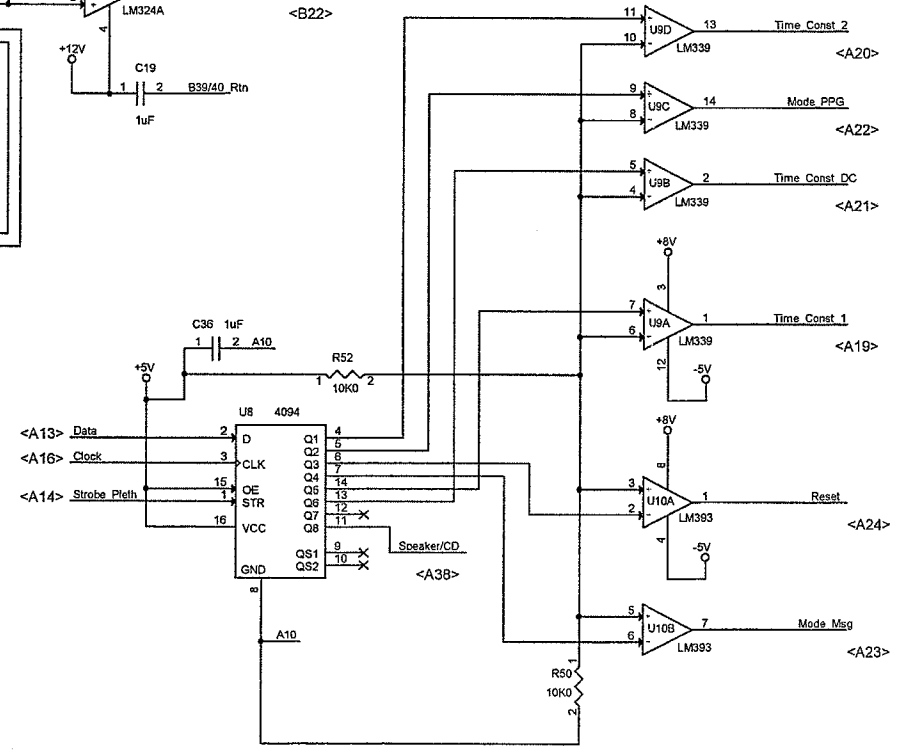 LM324A
<B22>
4
+12V
C19
1 2 B39/40_Rtn
1uF
11 + U9D 13 Time_Const_2
10 - LM339
<A20>
9 + U9C 14 Mode_PPG
8 - LM339
<A22>
5 + U9B 2 Time_Const_DC
4 - LM339
<A21>
+8V
3
7 + U9A 1 Time_Const_1
6 - LM339
<A19>
12 -5V
C36 1uF
1 2 A10
+5V
R52
1 2
10K0
U8 4094
<A13> Data 2 D
<A16> Clock 3 CLK
15 OE
<A14> Strobe_Pleth 1 STR
16 VCC
GND
8
Q1 4
Q2 5
Q3 6
Q4 7
Q5 14
Q6 13
Q7 12
Q8 11
QS1 9
QS2 10
Speaker/CD
<A38>
A10
+8V
8
3 + U10A 1 Reset
2 - LM393
<A24>
4 -5V
5 + U10B 7 Mode_Msg
6 - LM393
<A23>
1
R50
10K0
2